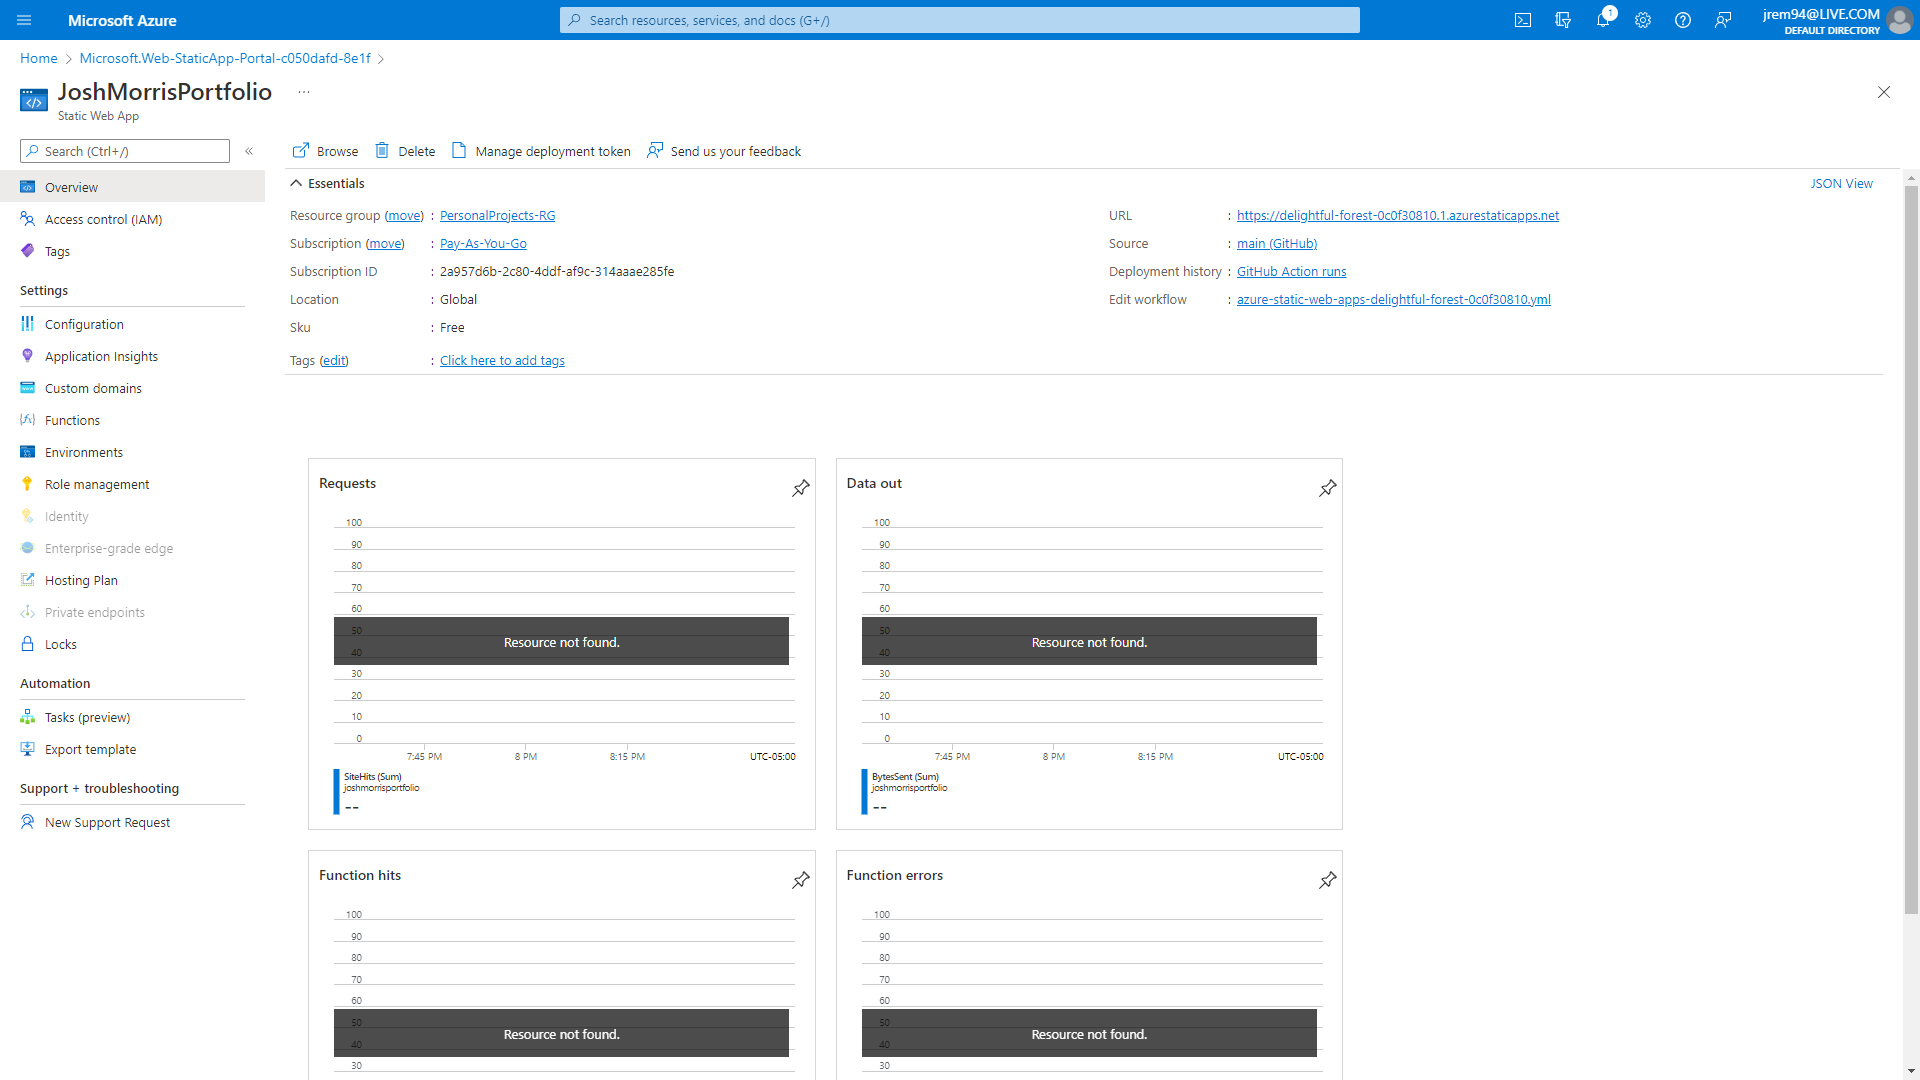 Microsoft Azure
Search resources, services, and docs (G+/)
1
jrem94@LIVE.COM
DEFAULT DIRECTORY
Home
Microsoft.Web-StaticApp-Portal-c050dafd-8e1f
JoshMorrisPortfolio
...
Static Web App
Search (Ctrl+/)
«
Overview
Access control (IAM)
Tags
Settings
Configuration
Application Insights
Custom domains
Functions
Environments
Role management
Identity
Enterprise-grade edge
Hosting Plan
Private endpoints
Locks
Automation
Tasks (preview)
Export template
Support + troubleshooting
New Support Request
Browse
Delete
Manage deployment token
Send us your feedback
Essentials
JSON View
Resource group (move) : PersonalProjects-RG
Subscription (move) : Pay-As-You-Go
Subscription ID : 2a957d6b-2c80-4ddf-af9c-314aaae285fe
Location : Global
Sku : Free
Tags (edit) : Click here to add tags
URL : https://delightful-forest-0c0f30810.1.azurestaticapps.net
Source : main (GitHub)
Deployment history : GitHub Action runs
Edit workflow : azure-static-web-apps-delightful-forest-0c0f30810.yml
Requests
100
90
80
70
60
50
Resource not found.
40
30
20
10
0
7:45 PM 8 PM 8:15 PM UTC-05:00
SiteHits (Sum)
joshmorrisportfolio
--
Data out
100
90
80
70
60
50
Resource not found.
40
30
20
10
0
7:45 PM 8 PM 8:15 PM UTC-05:00
BytesSent (Sum)
joshmorrisportfolio
--
Function hits
100
90
80
70
60
50
Resource not found.
40
30
Function errors
100
90
80
70
60
50
Resource not found.
40
30